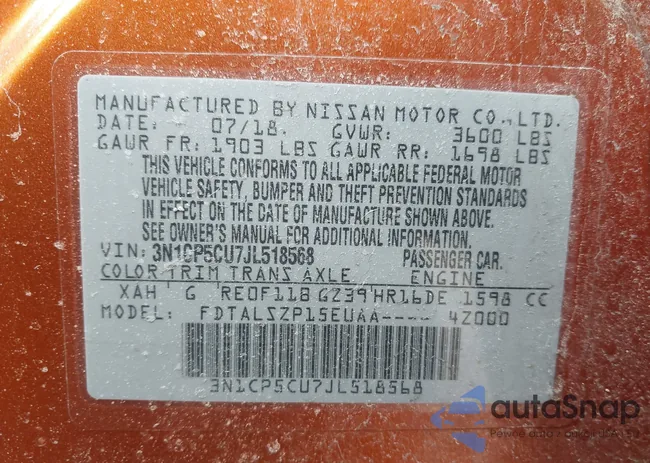 MANUFACTURED BY NISSAN MOTOR CO., LTD.
DATE: 07/18. GVWR: 3600 LBS
GAWR FR: 1903 LBS GAWR RR: 1698 LBS
THIS VEHICLE CONFORMS TO ALL APPLICABLE FEDERAL MOTOR
VEHICLE SAFETY, BUMPER AND THEFT PREVENTION STANDARDS
IN EFFECT ON THE DATE OF MANUFACTURE SHOWN ABOVE.
SEE OWNER'S MANUAL FOR ADDITIONAL INFORMATION.
VIN: 3N1CP5CU7JL518568 PASSENGER CAR.
COLOR TRIM TRANS AXLE ENGINE
XAH G RE0F11B GZ39 HR16DE 1598 CC
MODEL: FDTALSZP15EUAA---- 4Z000
3N1CP5CU7JL518568
autoSnap